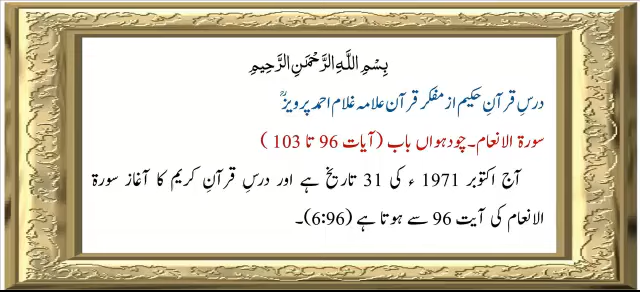 بِسْمِ اللّٰهِ الرَّحْمٰنِ الرَّحِيْمِ
درسِ قرآنِ حکیم از مفکر قرآن علامہ غلام احمد پرویزؒ
سورۃ الانعام۔ چودھواں باب (آیات 96 تا 103 )
آج اکتوبر 1971 ء کی 31 تاریخ ہے اور درسِ قرآنِ کریم کا آغاز سورۃ
الانعام کی آیت 96 سے ہوتا ہے (6:96)۔